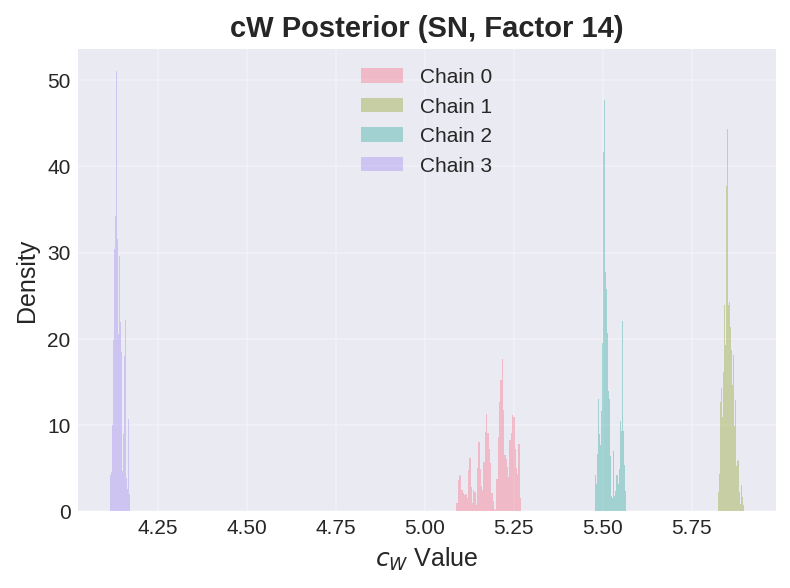 cW Posterior (SN, Factor 14)
Chain 0
Chain 1
Chain 2
Chain 3
Density
50
40
30
20
10
0
4.25 4.50 4.75 5.00 5.25 5.50 5.75
c_W Value